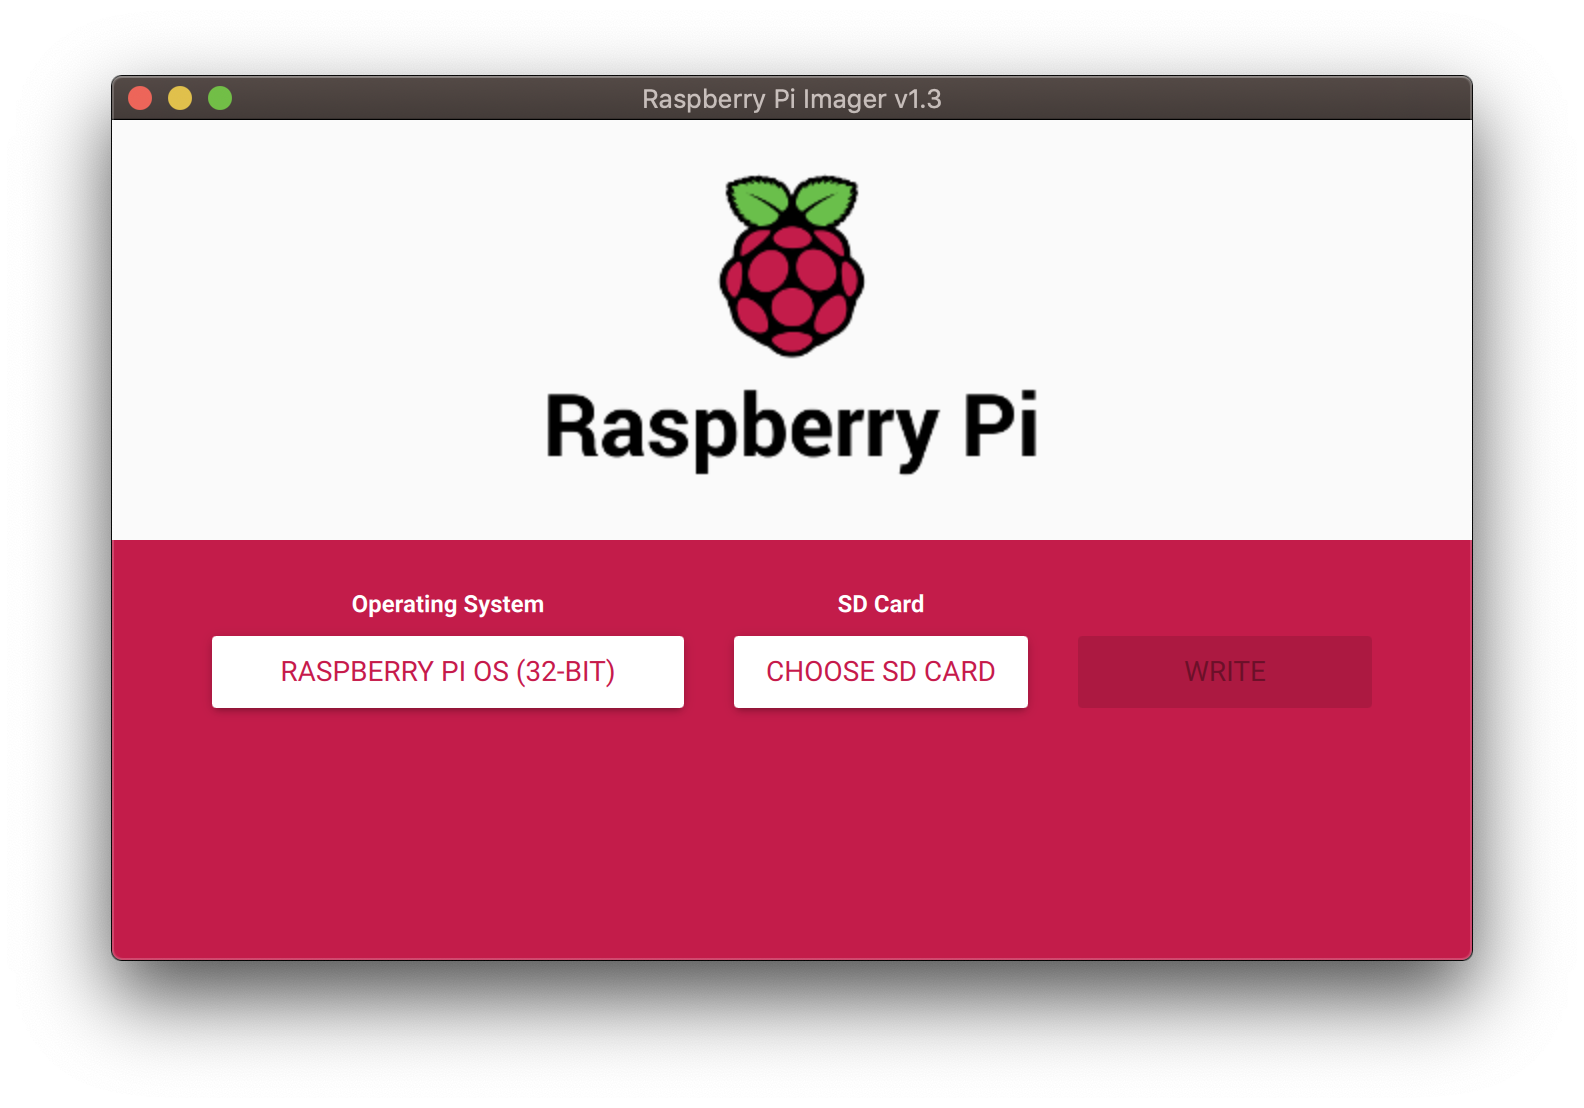 Raspberry Pi Imager v1.3
Raspberry Pi
Operating System
SD Card
RASPBERRY PI OS (32-BIT)
CHOOSE SD CARD
WRITE